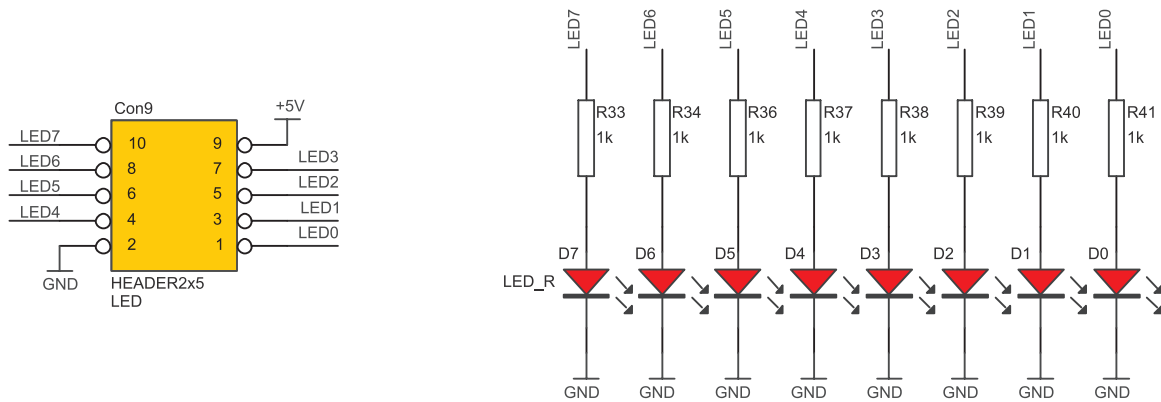 Con9
+5V
LED7 10 9
LED6 8 7 LED3
LED5 6 5 LED2
LED4 4 3 LED1
2 1 LED0
GND
HEADER2x5
LED
LED7 LED6 LED5 LED4 LED3 LED2 LED1 LED0
R33 R34 R36 R37 R38 R39 R40 R41
1k 1k 1k 1k 1k 1k 1k 1k
D7 D6 D5 D4 D3 D2 D1 D0
LED_R
GND GND GND GND GND GND GND GND